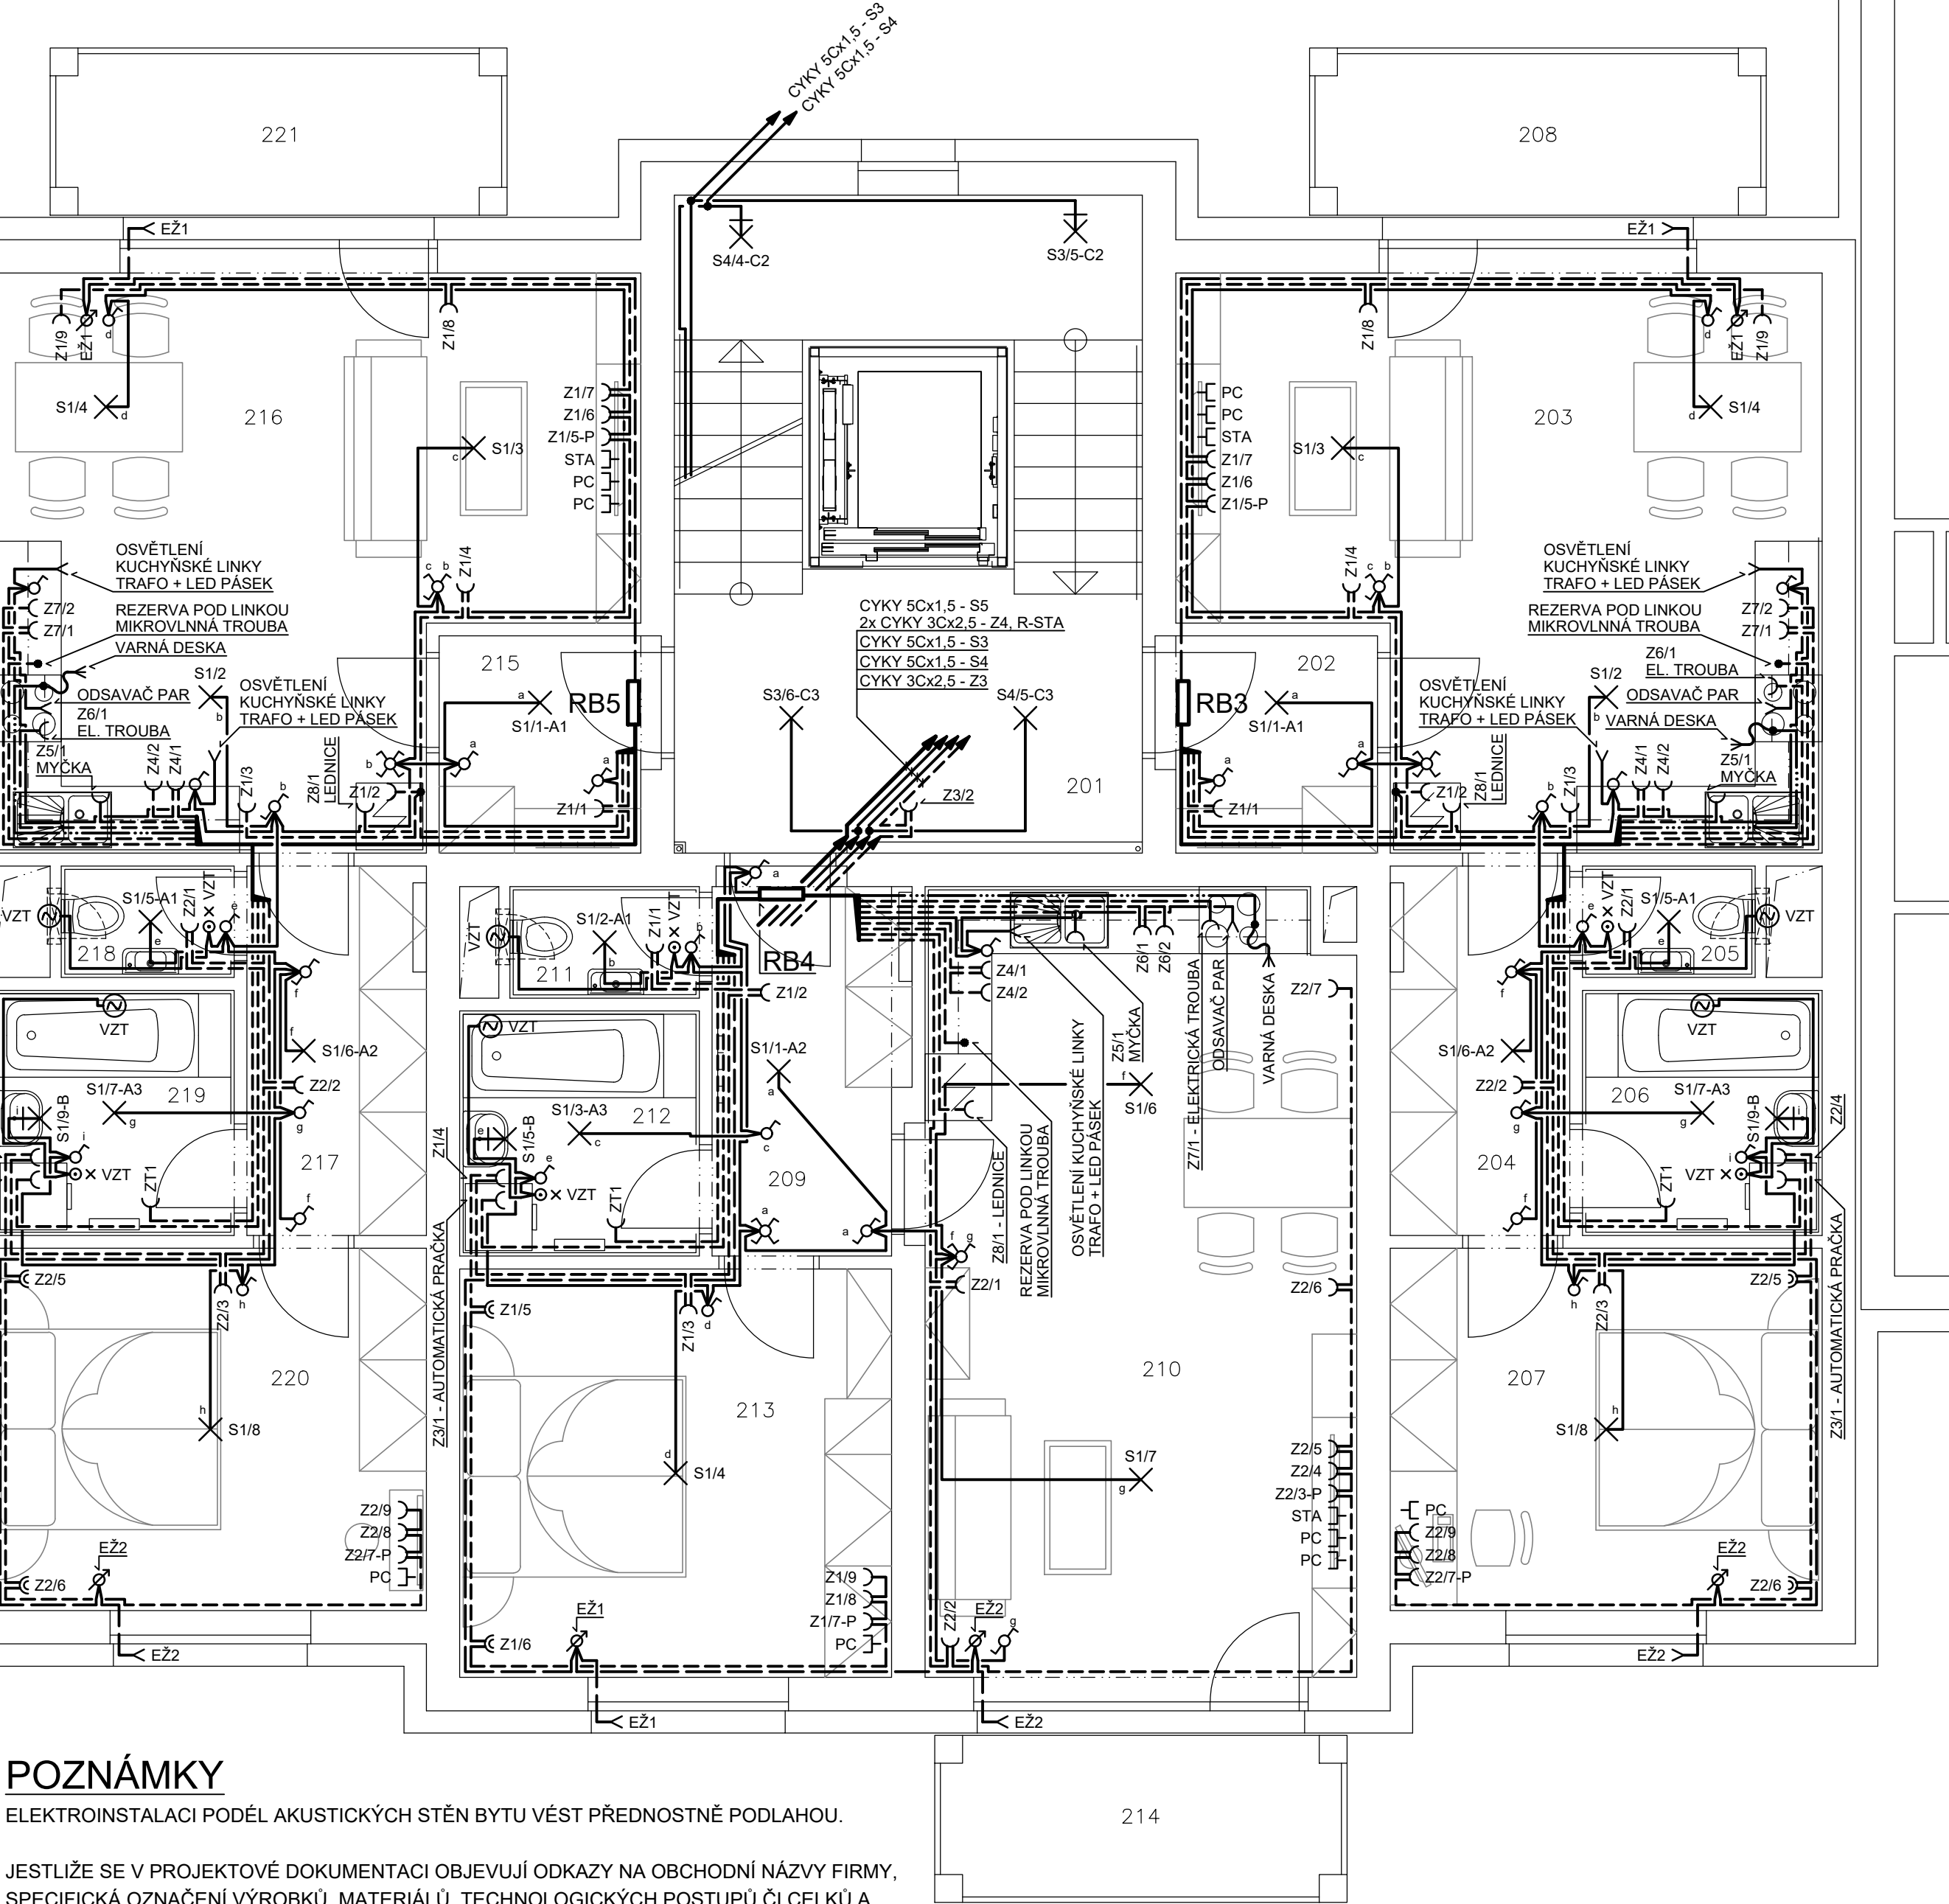 CYKY 5Cx1,5 - S3
CYKY 5Cx1,5 - S4
221
208
EŽ1
EŽ1
S4/4-C2
S3/5-C2
Z1/9
EŽ1
d
Z1/8
Z1/8
d
EŽ1
Z1/9
S1/4
d
216
Z1/7
Z1/6
Z1/5-P
STA
PC
PC
S1/3
c
PC
PC
STA
Z1/7
Z1/6
Z1/5-P
S1/3
c
203
S1/4
d
OSVĚTLENÍ
KUCHYŇSKÉ LINKY
TRAFO + LED PÁSEK
Z7/2
Z7/1
REZERVA POD LINKOU
MIKROVLNNÁ TROUBA
VARNÁ DESKA
c
b
Z1/4
Z1/4
c
b
OSVĚTLENÍ
KUCHYŇSKÉ LINKY
TRAFO + LED PÁSEK
REZERVA POD LINKOU
MIKROVLNNÁ TROUBA
Z7/2
Z7/1
CYKY 5Cx1,5 - S5
2x CYKY 3Cx2,5 - Z4, R-STA
CYKY 5Cx1,5 - S3
CYKY 5Cx1,5 - S4
CYKY 3Cx2,5 - Z3
S1/2
b
ODSAVAČ PAR
Z6/1
EL. TROUBA
OSVĚTLENÍ
KUCHYŇSKÉ LINKY
TRAFO + LED PÁSEK
215
a
S1/1-A1
RB5
S3/6-C3
S4/5-C3
RB3
202
a
S1/1-A1
OSVĚTLENÍ
KUCHYŇSKÉ LINKY
TRAFO + LED PÁSEK
S1/2
b
Z6/1
EL. TROUBA
ODSAVAČ PAR
VARNÁ DESKA
Z5/1
MYČKA
Z4/2
Z4/1
Z1/3
b
Z8/1
LEDNICE
Z1/2
b
a
a
Z1/1
Z3/2
201
a
Z1/1
a
Z1/2
Z8/1
LEDNICE
b
Z1/3
Z4/1
Z4/2
Z5/1
MYČKA
VZT
218
S1/5-A1
e
Z2/1
VZT
e
VZT
211
S1/2-A1
b
Z1/1
VZT
b
a
RB4
Z1/2
Z4/1
Z4/2
Z6/1
Z6/2
Z2/7
e
VZT
Z2/1
S1/5-A1
e
205
VZT
f
f
S1/6-A2
VZT
219
S1/7-A3
g
Z2/2
g
S1/9-B
i
i
VZT
ZT1
217
f
VZT
S1/3-A3
c
212
S1/5-B
e
e
VZT
ZT1
Z1/4
Z3/1 - AUTOMATICKÁ PRAČKA
S1/1-A2
a
c
209
a
a
Z8/1 - LEDNICE
REZERVA POD LINKOU
MIKROVLNNÁ TROUBA
OSVĚTLENÍ KUCHYŇSKÉ LINKY
TRAFO + LED PÁSEK
Z5/1
MYČKA
f
S1/6
Z7/1 - ELEKTRICKÁ TROUBA
ODSAVAČ PAR
VARNÁ DESKA
f
S1/6-A2
Z2/2
g
204
f
VZT
206
S1/7-A3
g
S1/9-B
i
i
VZT
ZT1
Z2/4
Z3/1 - AUTOMATICKÁ PRAČKA
Z2/5
Z2/3
h
Z1/5
Z1/3
d
f
g
Z2/1
Z2/6
h
Z2/3
Z2/5
220
h
S1/8
213
d
S1/4
210
S1/7
g
207
h
S1/8
Z2/5
Z2/4
Z2/3-P
STA
PC
PC
Z2/9
Z2/8
Z2/7-P
PC
PC
Z2/9
Z2/8
Z2/7-P
EŽ2
Z2/6
Z1/9
Z1/8
Z1/7-P
PC
EŽ1
Z1/6
Z2/2
EŽ2
g
EŽ2
Z2/6
EŽ2
EŽ2
EŽ1
EŽ2
214
POZNÁMKY
ELEKTROINSTALACI PODÉL AKUSTICKÝCH STĚN BYTU VÉST PŘEDNOSTNĚ PODLAHOU.
JESTLIŽE SE V PROJEKTOVÉ DOKUMENTACI OBJEVUJÍ ODKAZY NA OBCHODNÍ NÁZVY FIRMY,
SPECIFICKÁ OZNAČENÍ VÝROBKŮ, MATERIÁLŮ, TECHNOLOGICKÝCH POSTUPŮ ČI CELKŮ A